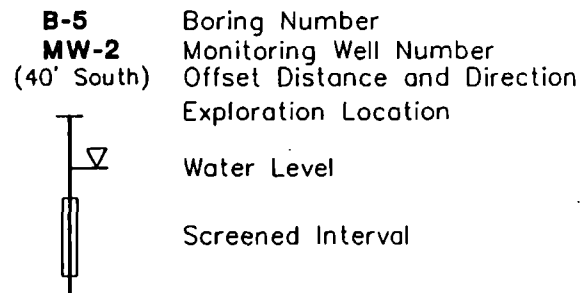 B-5 Boring Number
MW-2 Monitoring Well Number
(40' South) Offset Distance and Direction
Exploration Location
Water Level
Screened Interval